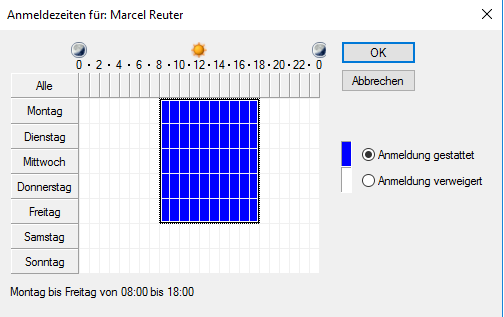 Anmeldezeiten für: Marcel Reuter
0 · 2 · 4 · 6 · 8 · 10 · 12 · 14 · 16 · 18 · 20 · 22 · 0
OK
Abbrechen
Alle
Montag
Dienstag
Mittwoch
Donnerstag
Freitag
Samstag
Sonntag
Anmeldung gestattet
Anmeldung verweigert
Montag bis Freitag von 08:00 bis 18:00